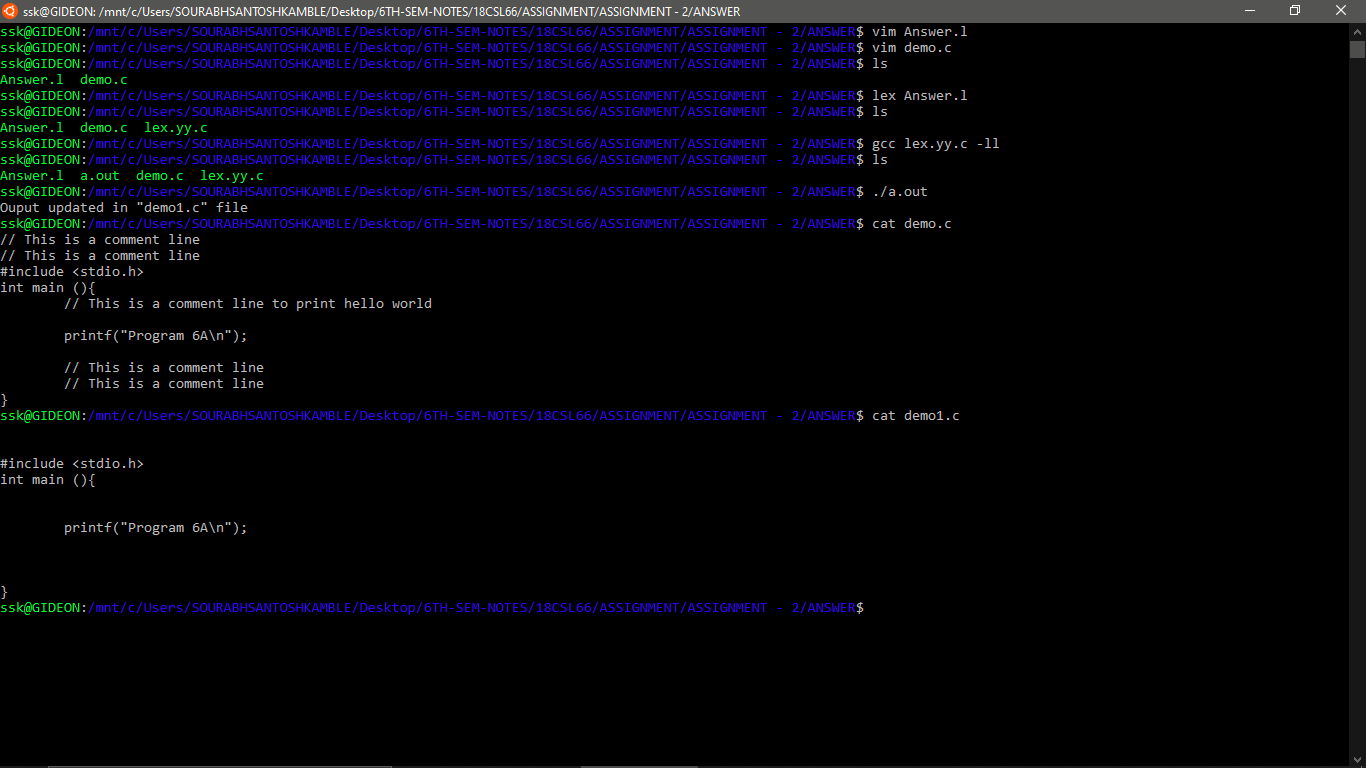 ssk@GIDEON: /mnt/c/Users/SOURABHSANTOSHKAMBLE/Desktop/6TH-SEM-NOTES/18CSL66/ASSIGNMENT/ASSIGNMENT - 2/ANSWER
ssk@GIDEON:/mnt/c/Users/SOURABHSANTOSHKAMBLE/Desktop/6TH-SEM-NOTES/18CSL66/ASSIGNMENT/ASSIGNMENT - 2/ANSWER$ vim Answer.l
ssk@GIDEON:/mnt/c/Users/SOURABHSANTOSHKAMBLE/Desktop/6TH-SEM-NOTES/18CSL66/ASSIGNMENT/ASSIGNMENT - 2/ANSWER$ vim demo.c
ssk@GIDEON:/mnt/c/Users/SOURABHSANTOSHKAMBLE/Desktop/6TH-SEM-NOTES/18CSL66/ASSIGNMENT/ASSIGNMENT - 2/ANSWER$ ls
Answer.l  demo.c
ssk@GIDEON:/mnt/c/Users/SOURABHSANTOSHKAMBLE/Desktop/6TH-SEM-NOTES/18CSL66/ASSIGNMENT/ASSIGNMENT - 2/ANSWER$ lex Answer.l
ssk@GIDEON:/mnt/c/Users/SOURABHSANTOSHKAMBLE/Desktop/6TH-SEM-NOTES/18CSL66/ASSIGNMENT/ASSIGNMENT - 2/ANSWER$ ls
Answer.l  demo.c  lex.yy.c
ssk@GIDEON:/mnt/c/Users/SOURABHSANTOSHKAMBLE/Desktop/6TH-SEM-NOTES/18CSL66/ASSIGNMENT/ASSIGNMENT - 2/ANSWER$ gcc lex.yy.c -ll
ssk@GIDEON:/mnt/c/Users/SOURABHSANTOSHKAMBLE/Desktop/6TH-SEM-NOTES/18CSL66/ASSIGNMENT/ASSIGNMENT - 2/ANSWER$ ls
Answer.l  a.out  demo.c  lex.yy.c
ssk@GIDEON:/mnt/c/Users/SOURABHSANTOSHKAMBLE/Desktop/6TH-SEM-NOTES/18CSL66/ASSIGNMENT/ASSIGNMENT - 2/ANSWER$ ./a.out
Ouput updated in "demo1.c" file
ssk@GIDEON:/mnt/c/Users/SOURABHSANTOSHKAMBLE/Desktop/6TH-SEM-NOTES/18CSL66/ASSIGNMENT/ASSIGNMENT - 2/ANSWER$ cat demo.c
// This is a comment line
// This is a comment line
#include <stdio.h>
int main (){
        // This is a comment line to print hello world
        printf("Program 6A\n");
        // This is a comment line
        // This is a comment line
}
ssk@GIDEON:/mnt/c/Users/SOURABHSANTOSHKAMBLE/Desktop/6TH-SEM-NOTES/18CSL66/ASSIGNMENT/ASSIGNMENT - 2/ANSWER$ cat demo1.c
#include <stdio.h>
int main (){
        printf("Program 6A\n");
}
ssk@GIDEON:/mnt/c/Users/SOURABHSANTOSHKAMBLE/Desktop/6TH-SEM-NOTES/18CSL66/ASSIGNMENT/ASSIGNMENT - 2/ANSWER$